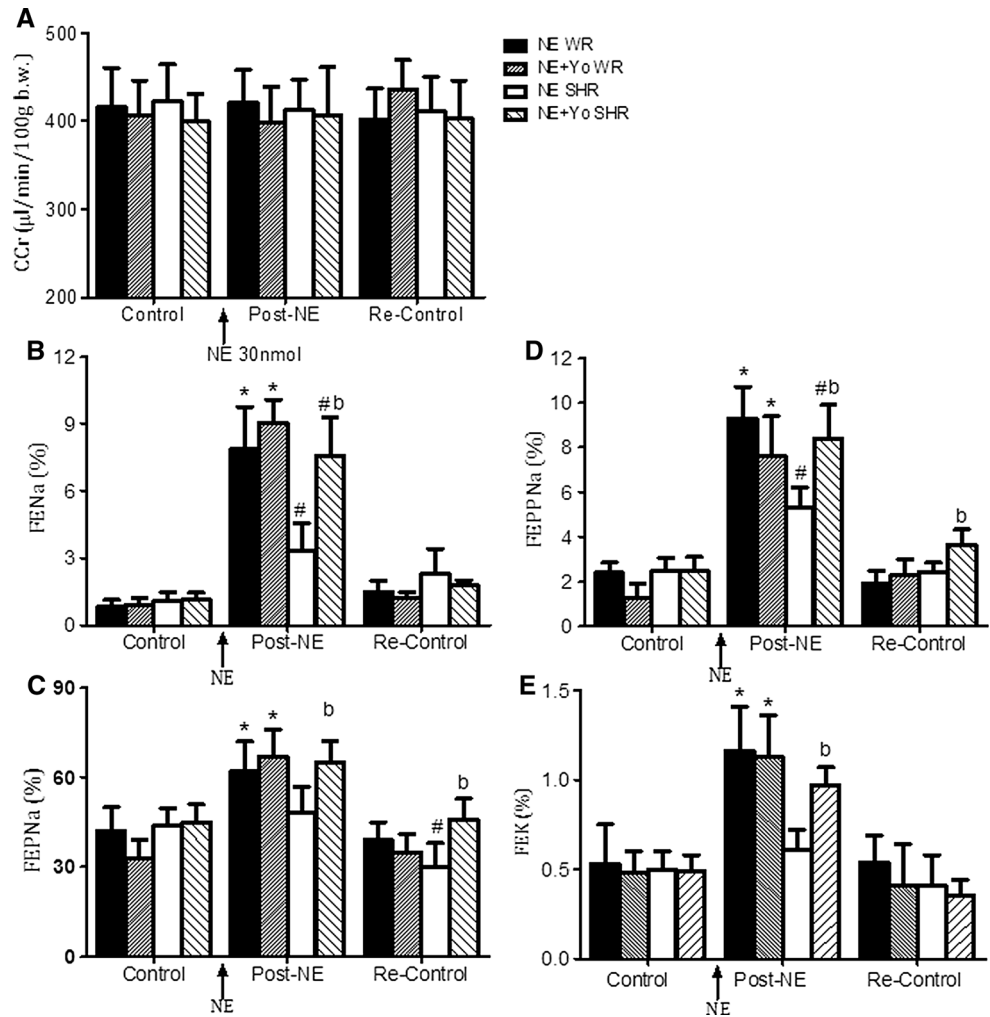 A
CCr (µl/min/100g b.w.)
500
400
300
200
Control
Post-NE
Re-Control
NE 30nmol
NE WR
NE+Yo WR
NE SHR
NE+Yo SHR
B
FENa (%)
12
9
6
3
0
* * # #b
Control
Post-NE
Re-Control
NE
D
FEPPNa (%)
12
10
8
6
4
2
0
* * # #b b
Control
Post-NE
Re-Control
NE
C
FEPNa (%)
90
60
30
0
* * b # b
Control
Post-NE
Re-Control
NE
E
FEK (%)
1.5
1.0
0.5
0.0
* * b
Control
Post-NE
Re-Control
NE